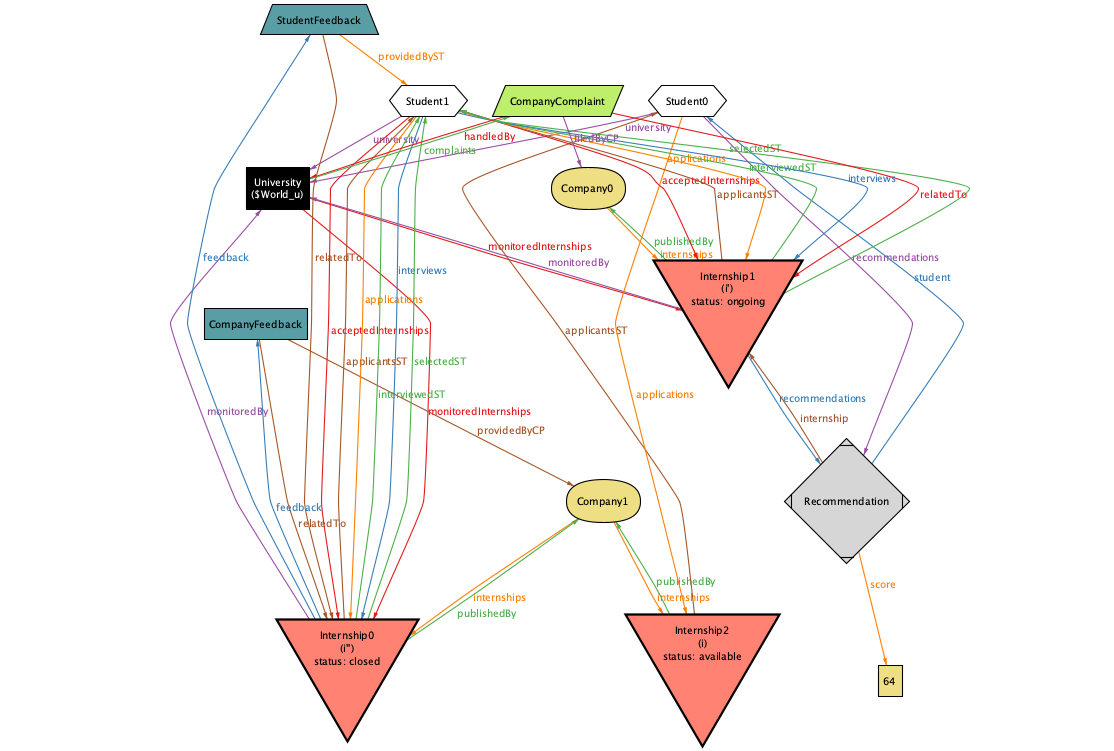 StudentFeedback
providedByST
Student1
CompanyComplaint
Student0
university
handledBy
filedByCP
university
complaints
applications
selectedST
interviewedST
University
($World_u)
Company0
acceptedInternships
applicantsST
interviews
relatedTo
publishedBy
internships
monitoredInternships
monitoredBy
feedback
relatedTo
interviews
recommendations
student
Internship1
(i')
status: ongoing
applications
CompanyFeedback
acceptedInternships
applicantsST
applicantsST
selectedST
interviewedST
applications
recommendations
internship
monitoredBy
monitoredInternships
providedByCP
Company1
Recommendation
feedback
relatedTo
internships
publishedBy
publishedBy
internships
score
Internship0
(i")
status: closed
Internship2
(i)
status: available
64